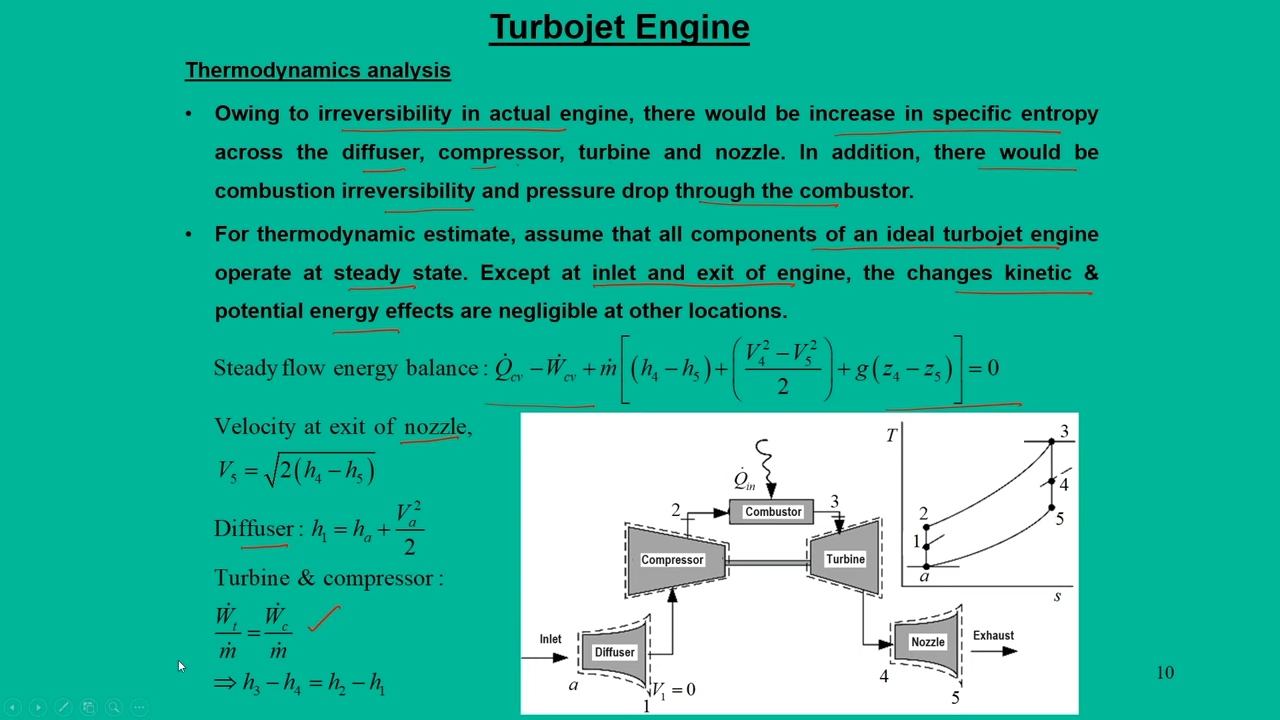 Turbojet Engine
Thermodynamics analysis
• Owing to irreversibility in actual engine, there would be increase in specific entropy
across the diffuser, compressor, turbine and nozzle. In addition, there would be
combustion irreversibility and pressure drop through the combustor.
• For thermodynamic estimate, assume that all components of an ideal turbojet engine
operate at steady state. Except at inlet and exit of engine, the changes kinetic &
potential energy effects are negligible at other locations.
Steady flow energy balance : Q̇cv − Ẇcv + ṁ[(h4 − h5) + ((V4² − V5²)/2) + g(z4 − z5)] = 0
Velocity at exit of nozzle,
V5 = √(2(h4 − h5))
Diffuser : h1 = ha + Va²/2
Turbine & compressor :
Ẇt/ṁ = Ẇc/ṁ
⇒ h3 − h4 = h2 − h1
Q̇in
2
Combustor
3
Compressor
Turbine
Inlet
Diffuser
a
1
V1 = 0
Nozzle
Exhaust
4
5
T
3
4
5
2
1
a
s
10